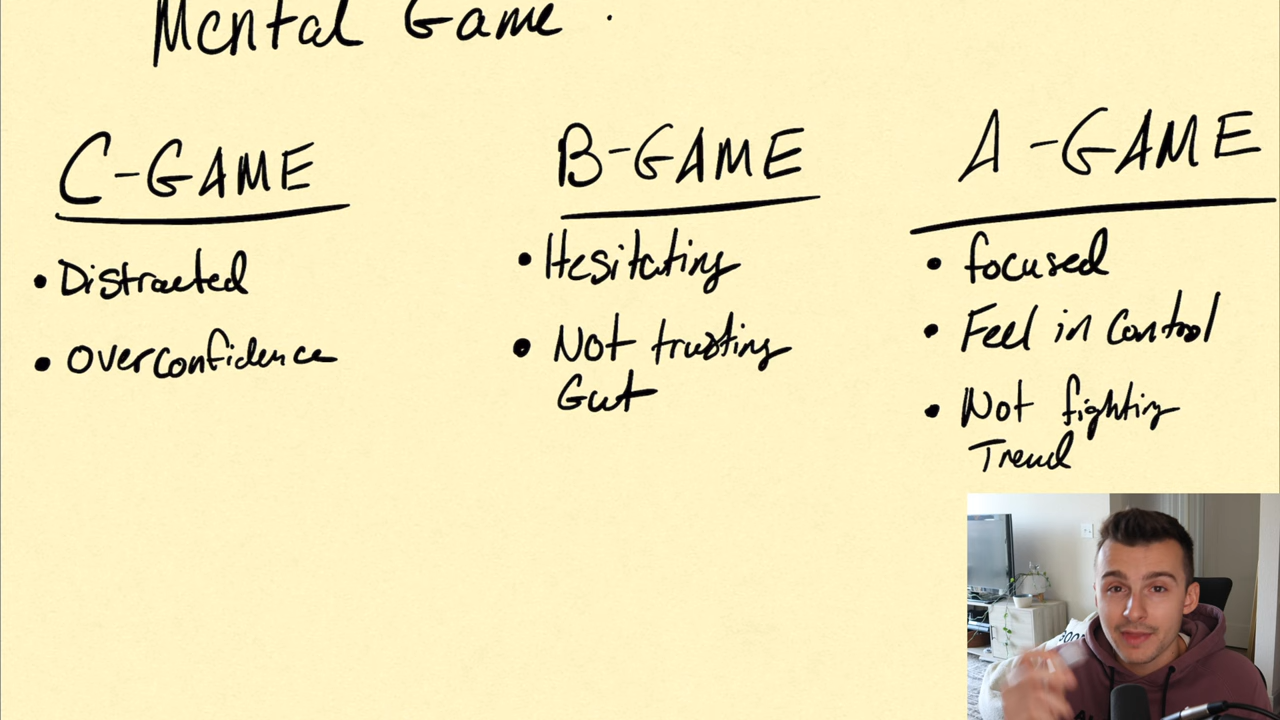 Mental Game .
C-GAME
• Distracted
• Overconfidence
B-GAME
• Hesitating
• Not trusting
Gut
A-GAME
• focused
• Feel in Control
• Not fighting
Trend